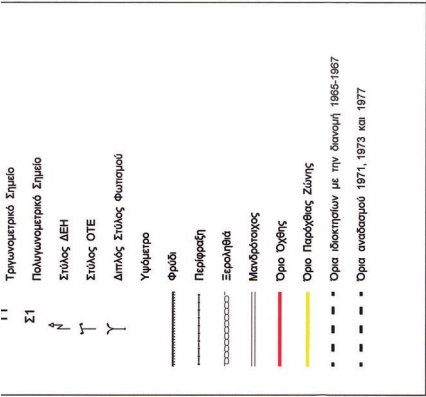 Τριγωνομετρικό Σημείο
Σ1 Πολυγωνομετρικό Σημείο
Στύλος ΔΕΗ
Στύλος ΟΤΕ
Διπλός Στύλος Φωτισμού
Υψόμετρο
Φρύδι
Περίφραξη
Ξερολιθιά
Μανδρότοιχος
Όριο Όχθης
Όριο Παρόχθιας Ζώνης
Όρια ιδιοκτησίων με την διανομή 1965-1967
Όρια αναδασμού 1971, 1973 και 1977